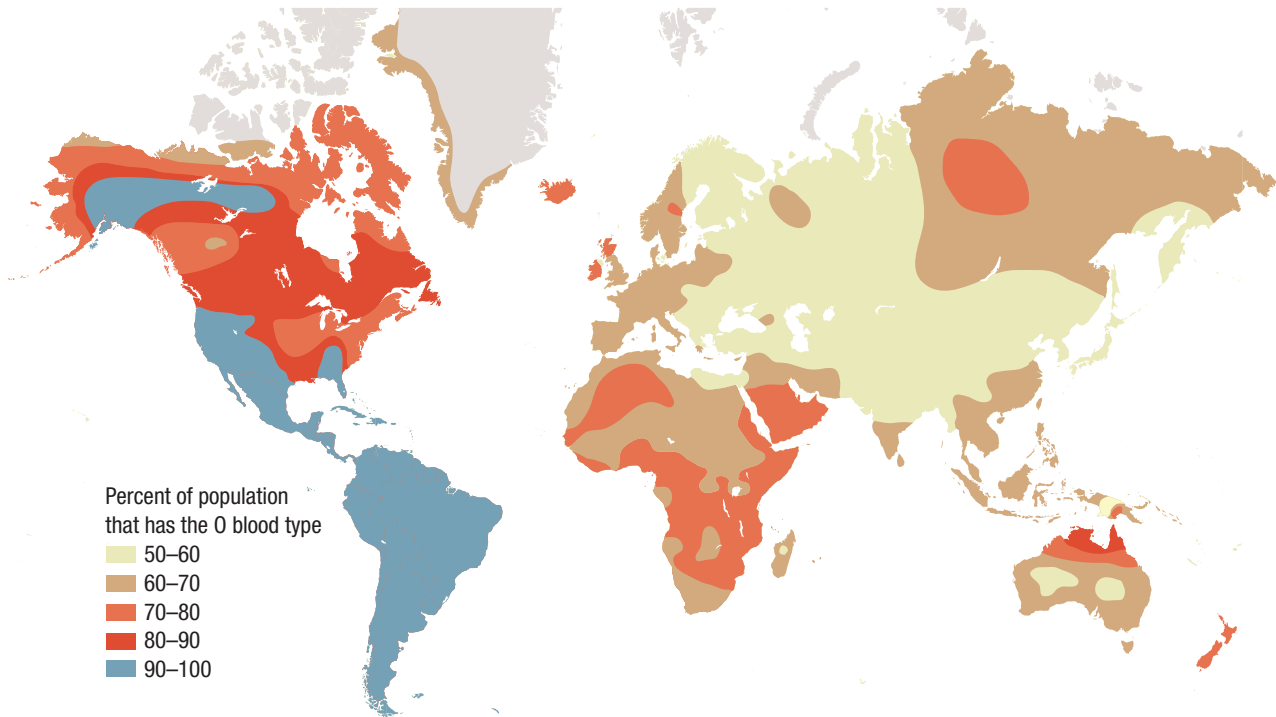 Percent of population
that has the O blood type
50–60
60–70
70–80
80–90
90–100